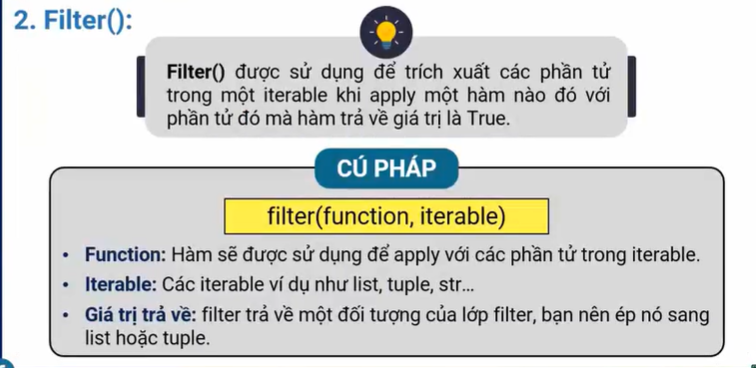 2. Filter():
Filter() được sử dụng để trích xuất các phần tử
trong một iterable khi apply một hàm nào đó với
phần tử đó mà hàm trả về giá trị là True.
CÚ PHÁP
filter(function, iterable)
• Function: Hàm sẽ được sử dụng để apply với các phần tử trong iterable.
• Iterable: Các iterable ví dụ như list, tuple, str...
• Giá trị trả về: filter trả về một đối tượng của lớp filter, bạn nên ép nó sang
list hoặc tuple.